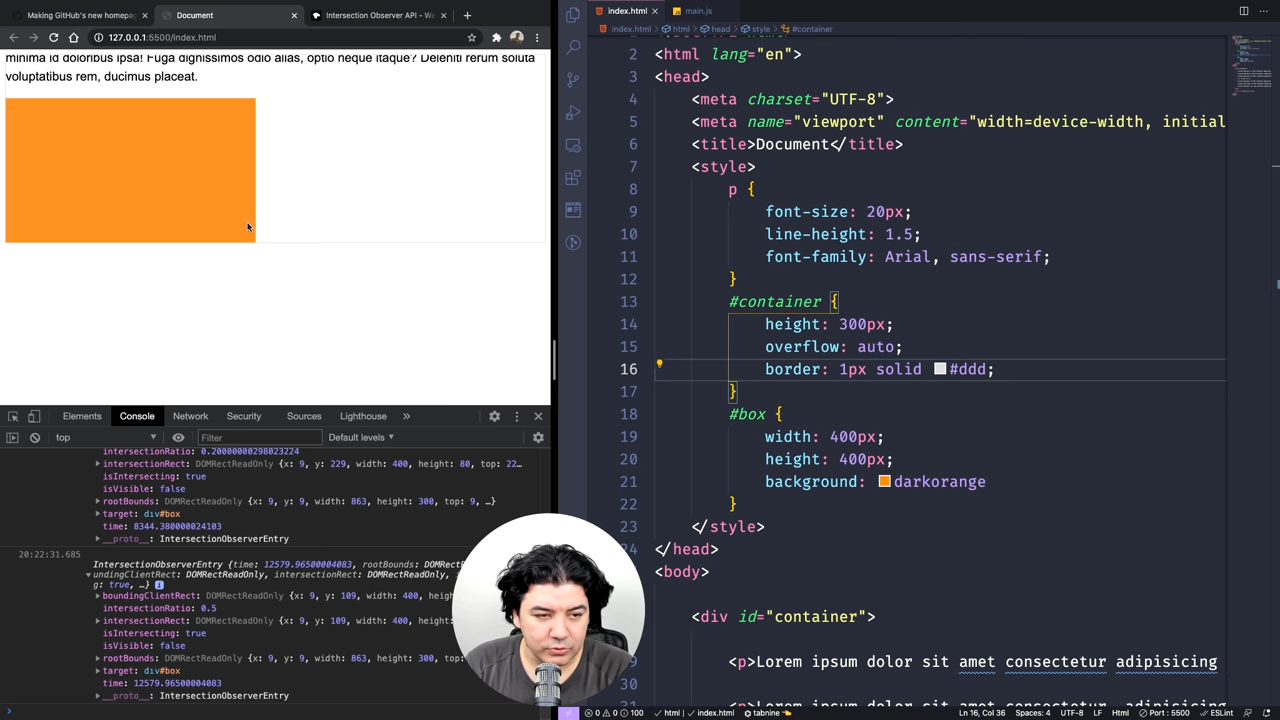 Making GitHub's new homepag
Document
Intersection Observer API - We
127.0.0.1:5500/index.html
minima id doloribus ipsa! Fuga dignissimos odio alias, optio neque itaque? Deleniti rerum soluta
voluptatibus rem, ducimus placeat.
Elements
Console
Network
Security
Sources
Lighthouse
top
Filter
Default levels
intersectionRatio: 0.20000000298023224
intersectionRect: DOMRectReadOnly {x: 9, y: 229, width: 400, height: 80, top: 22…
isIntersecting: true
isVisible: false
rootBounds: DOMRectReadOnly {x: 9, y: 9, width: 863, height: 300, top: 9, …}
target: div#box
time: 8344.380000024103
__proto__: IntersectionObserverEntry
20:22:31.685
IntersectionObserverEntry {time: 12579.96500004083, rootBounds: DOMRectRe
undingClientRect: DOMRectReadOnly, intersectionRect: DOMRectReadOnly,
g: true, …}
boundingClientRect: DOMRectReadOnly {x: 9, y: 109, width: 400, he
intersectionRatio: 0.5
intersectionRect: DOMRectReadOnly {x: 9, y: 109, width: 400,
isIntersecting: true
isVisible: false
rootBounds: DOMRectReadOnly {x: 9, y: 9, width: 863, height: 300,
target: div#box
time: 12579.96500004083
__proto__: IntersectionObserverEntry
index.html
main.js
index.html > html > head > style > #container
2 <html lang="en">
3 <head>
4 <meta charset="UTF-8">
5 <meta name="viewport" content="width=device-width, initial
6 <title>Document</title>
7 <style>
8 p {
9 font-size: 20px;
10 line-height: 1.5;
11 font-family: Arial, sans-serif;
12 }
13 #container {
14 height: 300px;
15 overflow: auto;
16 border: 1px solid #ddd;
17 }
18 #box {
19 width: 400px;
20 height: 400px;
21 background: darkorange
22 }
23 </style>
24 </head>
<body>
<div id="container">
9 <p>Lorem ipsum dolor sit amet consectetur adipisicing
30
<p>Lorem ipsum dolor sit amet consectetur adipisicing
0 0 100
html
index.html
tabnine
Ln 16, Col 36
Spaces: 4
UTF-8
LF
Html
Port : 5500
ESLint